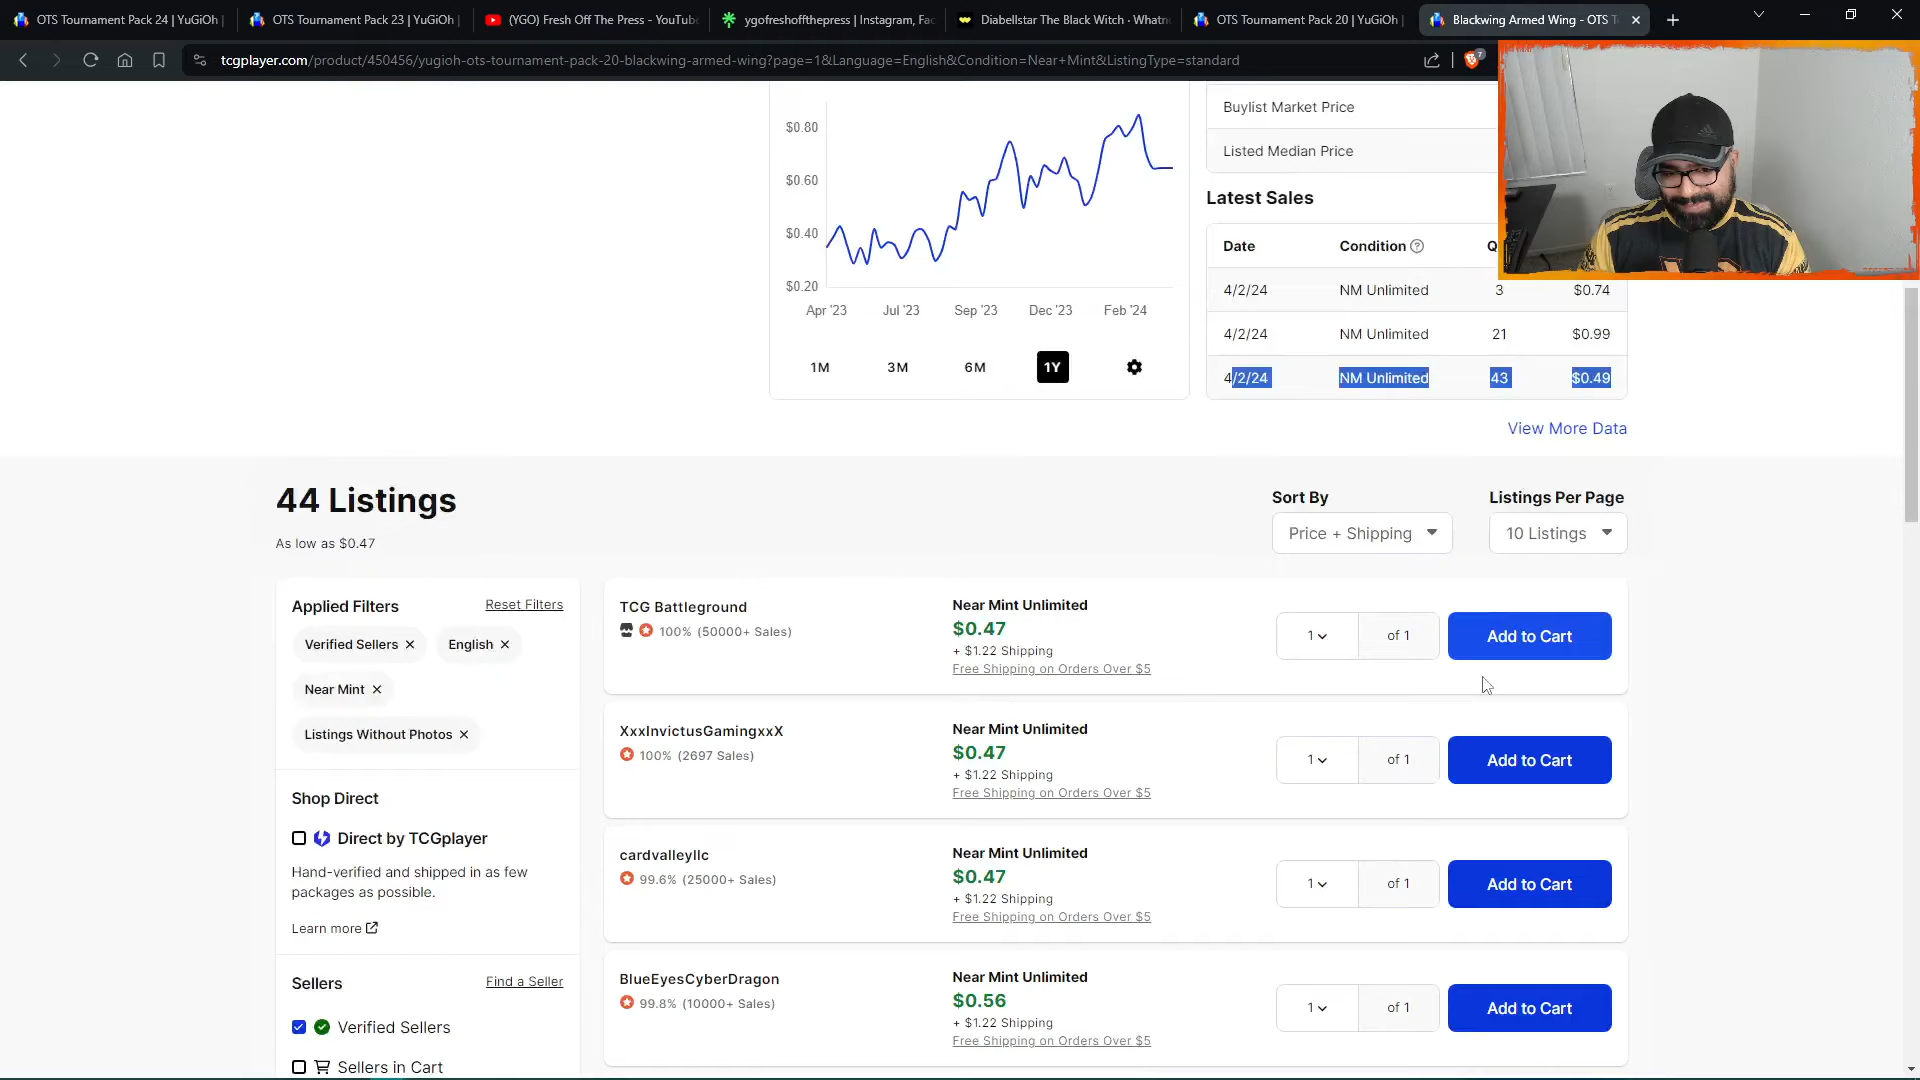 OTS Tournament Pack 24 | YuGiOh
OTS Tournament Pack 23 | YuGiOh
(YGO) Fresh Off The Press - YouTube
ygofreshoffthepress | Instagram, Fac
Diabellstar The Black Witch · Whatn
OTS Tournament Pack 20 | YuGiOh
Blackwing Armed Wing - OTS T
tcgplayer.com/product/450456/yugioh-ots-tournament-pack-20-blackwing-armed-wing?page=1&Language=English&Condition=Near+Mint&ListingType=standard
7
$0.80
$0.60
$0.40
$0.20
Apr '23
Jul '23
Sep '23
Dec '23
Feb '24
1M
3M
6M
1Y
Buylist Market Price
Listed Median Price
Latest Sales
Date Condition Q
4/2/24 NM Unlimited 3 $0.74
4/2/24 NM Unlimited 21 $0.99
4/2/24 NM Unlimited 43 $0.49
View More Data
44 Listings
As low as $0.47
Sort By
Price + Shipping
Listings Per Page
10 Listings
Applied Filters
Reset Filters
Verified Sellers
English
Near Mint
Listings Without Photos
Shop Direct
Direct by TCGplayer
Hand-verified and shipped in as few
packages as possible.
Learn more
Sellers
Find a Seller
Verified Sellers
Sellers in Cart
TCG Battleground
100% (50000+ Sales)
Near Mint Unlimited
$0.47
+ $1.22 Shipping
Free Shipping on Orders Over $5
1
of 1
Add to Cart
XxxInvictusGamingxxX
100% (2697 Sales)
Near Mint Unlimited
$0.47
+ $1.22 Shipping
Free Shipping on Orders Over $5
1
of 1
Add to Cart
cardvalleyllc
99.6% (25000+ Sales)
Near Mint Unlimited
$0.47
+ $1.22 Shipping
Free Shipping on Orders Over $5
1
of 1
Add to Cart
BlueEyesCyberDragon
99.8% (10000+ Sales)
Near Mint Unlimited
$0.56
+ $1.22 Shipping
Free Shipping on Orders Over $5
1
of 1
Add to Cart